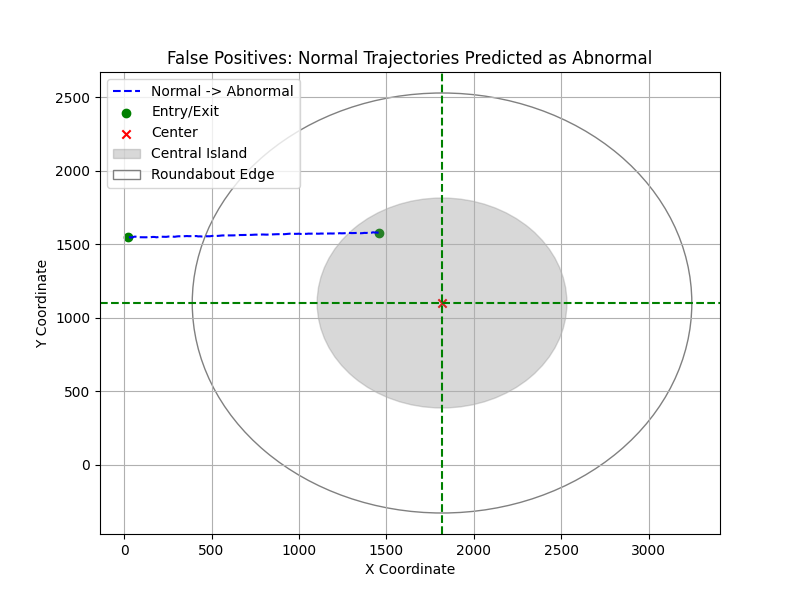 False Positives: Normal Trajectories Predicted as Abnormal
Normal -> Abnormal
Entry/Exit
Center
Central Island
Roundabout Edge
2500
2000
1500
1000
500
0
Y Coordinate
0 500 1000 1500 2000 2500 3000
X Coordinate